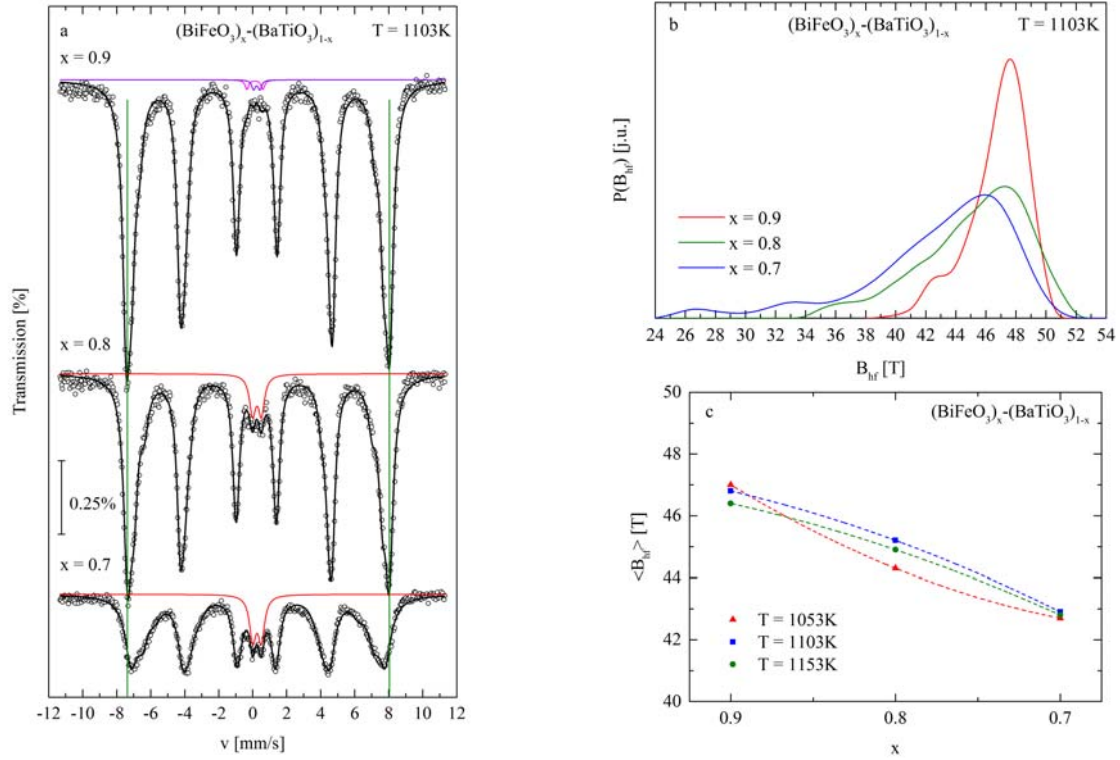 a
(BiFeO3)x-(BaTiO3)1-x
T = 1103K
x = 0.9
x = 0.8
0.25%
x = 0.7
Transmission [%]
-12 -10 -8 -6 -4 -2 0 2 4 6 8 10 12
v [mm/s]
b
(BiFeO3)x-(BaTiO3)1-x
T = 1103K
P(Bhf) [j.u.]
x = 0.9
x = 0.8
x = 0.7
24 26 28 30 32 34 36 38 40 42 44 46 48 50 52 54
Bhf [T]
c
(BiFeO3)x-(BaTiO3)1-x
50
48
46
44
42
40
<Bhf> [T]
T = 1053K
T = 1103K
T = 1153K
0.9 0.8 0.7
x